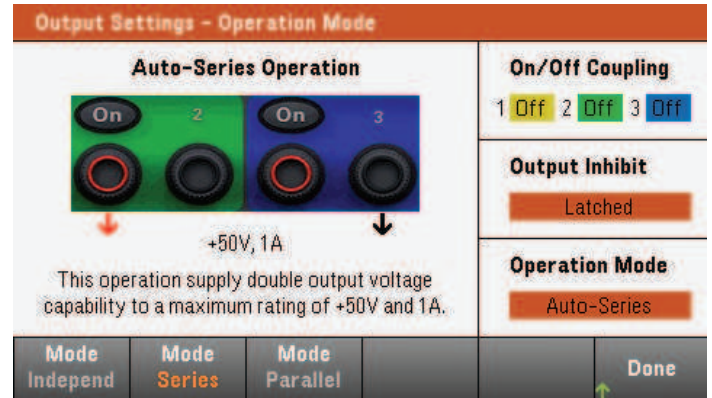 Output Settings - Operation Mode
Auto-Series Operation
On 2 On 3
+50V, 1A
This operation supply double output voltage
capability to a maximum rating of +50V and 1A.
On/Off Coupling
1 Off 2 Off 3 Off
Output Inhibit
Latched
Operation Mode
Auto-Series
Mode
Independ
Mode
Series
Mode
Parallel
Done